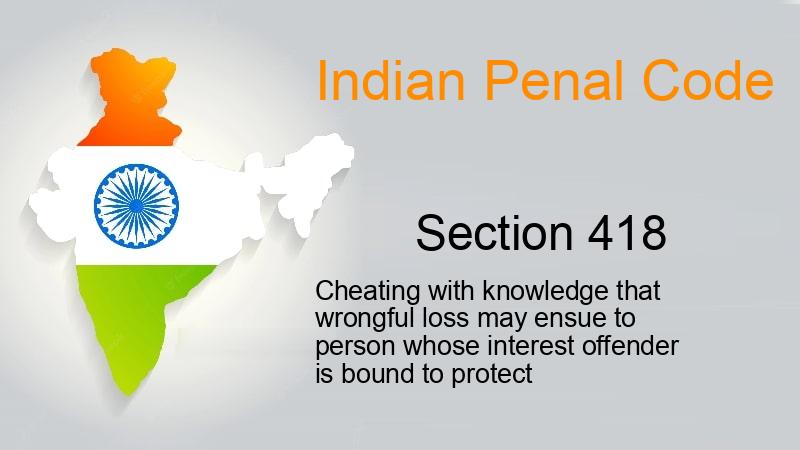 Indian Penal Code
Section 418
Cheating with knowledge that
wrongful loss may ensue to
person whose interest offender
is bound to protect